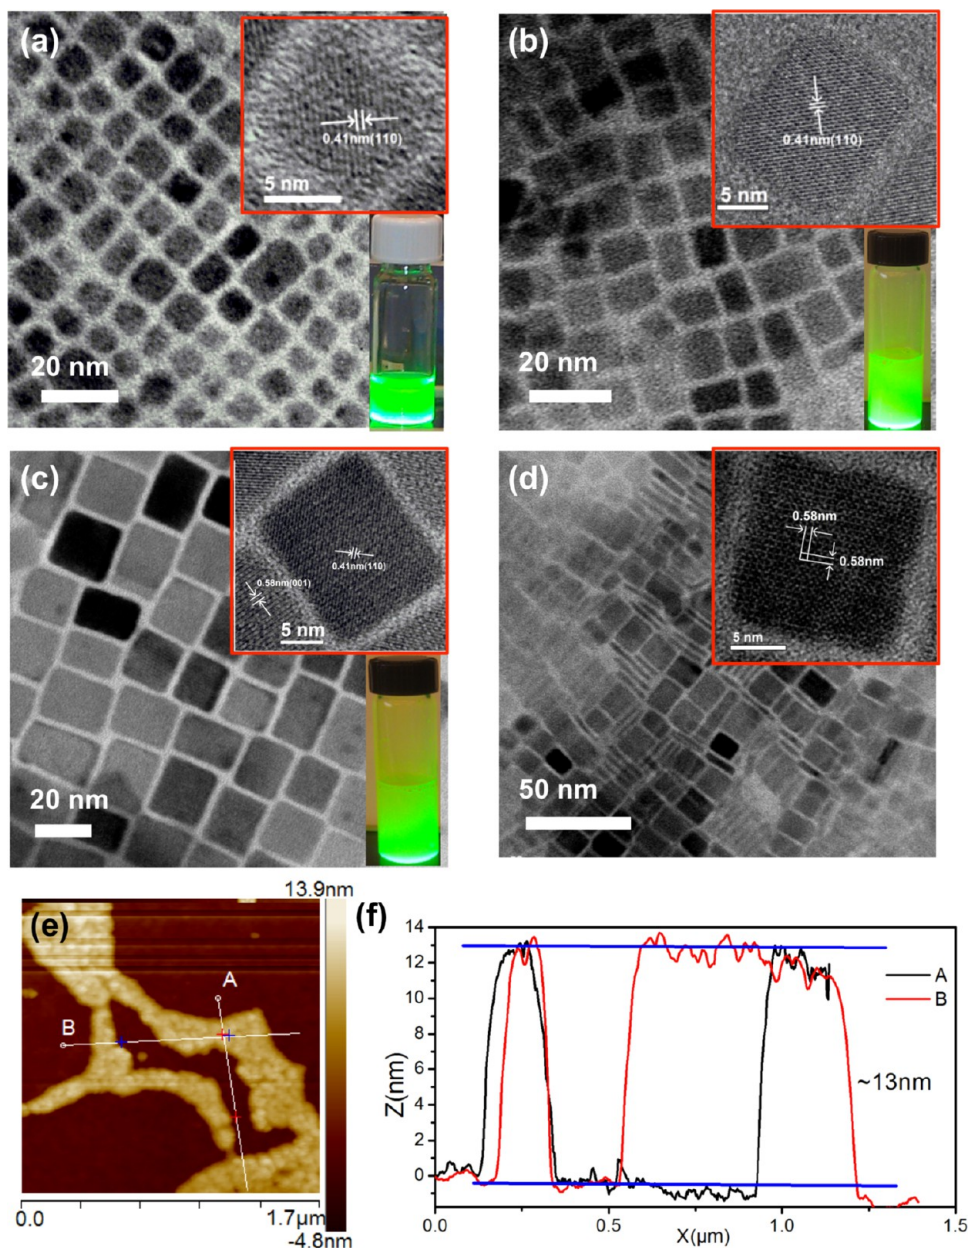 (a)
0.41nm(110)
5 nm
20 nm
(b)
0.41nm(110)
5 nm
20 nm
(c)
0.58nm(001)
0.41nm(110)
5 nm
20 nm
(d)
0.58nm
0.58nm
5 nm
50 nm
(e)
13.9nm
A
B
0.0
1.7µm
-4.8nm
(f)
14
12
10
8
6
4
2
0
Z(nm)
A
B
~13nm
0.0
0.5
1.0
1.5
X(µm)